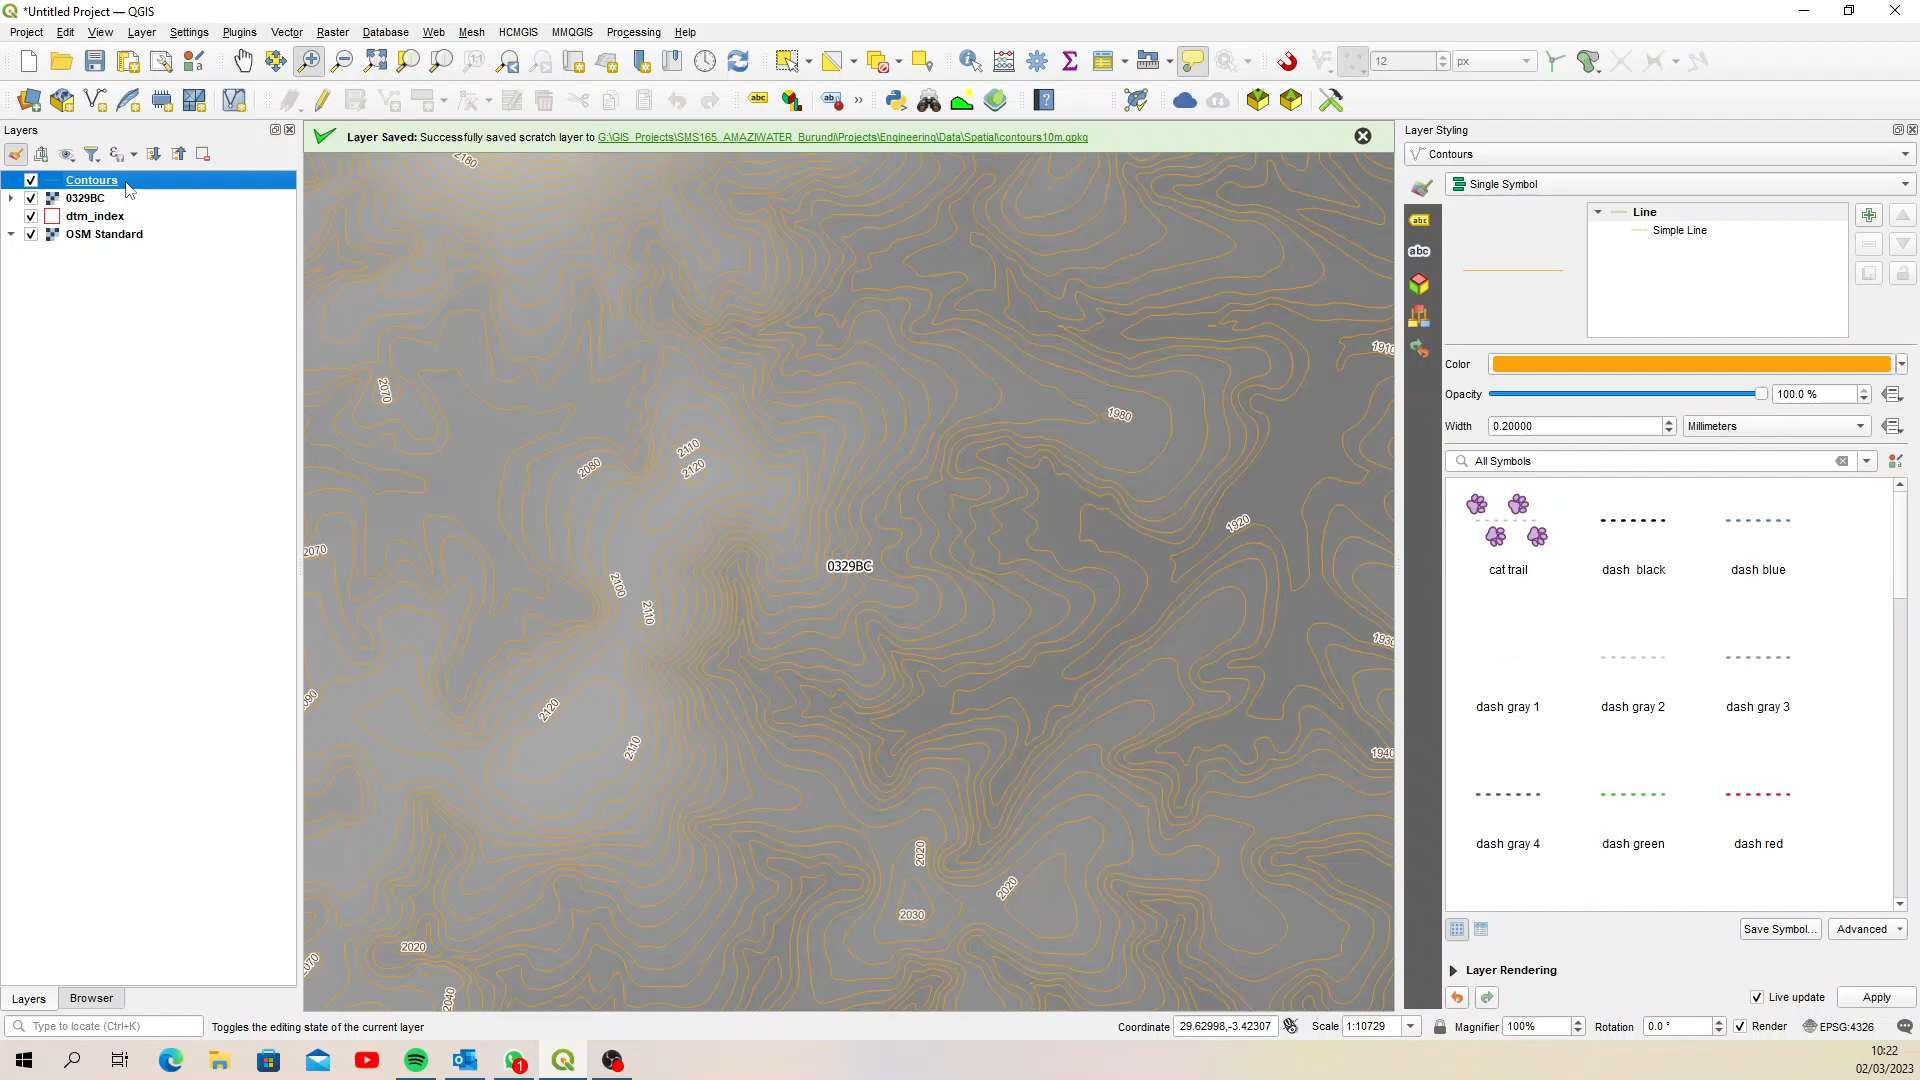 *Untitled Project — QGIS
Project Edit View Layer Settings Plugins Vector Raster Database Web Mesh HCMGIS MMQGIS Processing Help
12 px
Layers
Layer Saved: Successfully saved scratch layer to G:\GIS_Projects\SMS165_AMAZIWATER_Burundi\Projects\Engineering\Data\Spatial\contours10m.gpkg
Layer Styling
Contours
Contours
0329BC
dtm_index
OSM Standard
Single Symbol
Line
Simple Line
Color
Opacity 100.0 %
Width 0.20000 Millimeters
All Symbols
cat trail dash black dash blue
dash gray 1 dash gray 2 dash gray 3
dash gray 4 dash green dash red
Save Symbol... Advanced
Layer Rendering
Live update Apply
2180
2070
1910
1980
2110
2080
2120
1920
2070
0329BC
2100
2110
1930
2120
2110
1940
2020
2020
2030
2020
2040
Layers Browser
Type to locate (Ctrl+K) Toggles the editing state of the current layer Coordinate 29.62998,-3.42307 Scale 1:10729 Magnifier 100% Rotation 0.0 ° Render EPSG:4326
1
10:22
02/03/2023